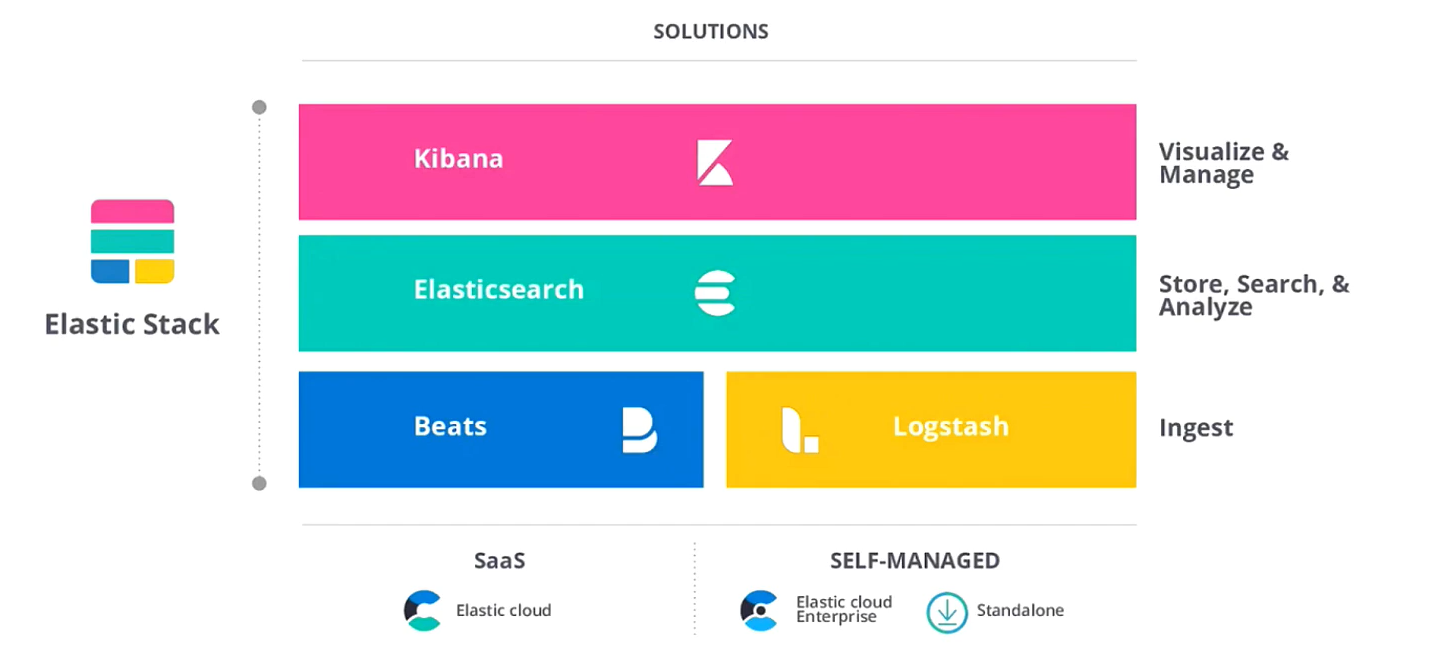 SOLUTIONS
Kibana
Visualize &
Manage
Elastic Stack
Elasticsearch
Store, Search, &
Analyze
Beats
Logstash
Ingest
SaaS
Elastic cloud
SELF-MANAGED
Elastic cloud
Enterprise
Standalone